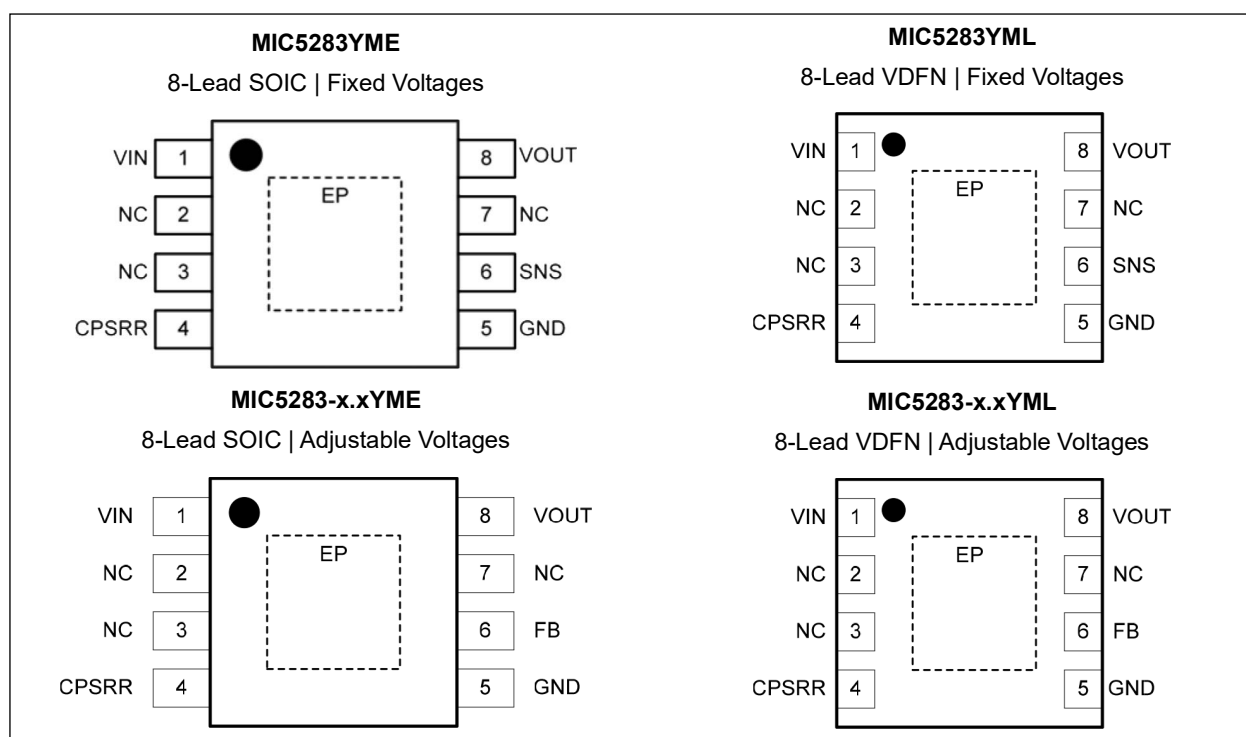 MIC5283YME
8-Lead SOIC | Fixed Voltages
VIN 1 8 VOUT
EP
NC 2 7 NC
NC 3 6 SNS
CPSRR 4 5 GND
MIC5283YML
8-Lead VDFN | Fixed Voltages
VIN 1 8 VOUT
EP
NC 2 7 NC
NC 3 6 SNS
CPSRR 4 5 GND
MIC5283-x.xYME
8-Lead SOIC | Adjustable Voltages
VIN 1 8 VOUT
EP
NC 2 7 NC
NC 3 6 FB
CPSRR 4 5 GND
MIC5283-x.xYML
8-Lead VDFN | Adjustable Voltages
VIN 1 8 VOUT
EP
NC 2 7 NC
NC 3 6 FB
CPSRR 4 5 GND